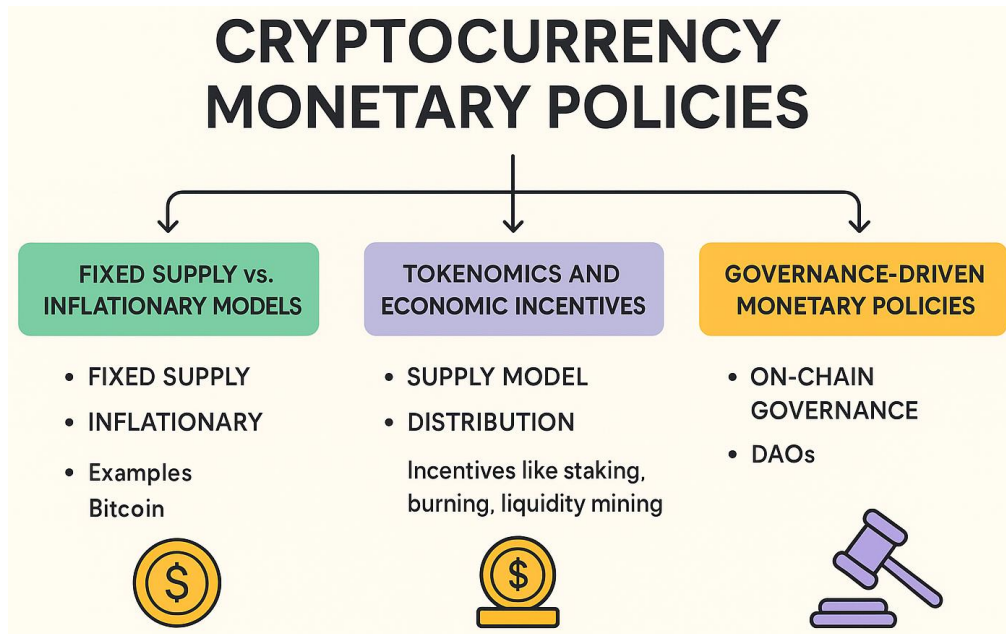 CRYPTOCURRENCY
MONETARY POLICIES
FIXED SUPPLY vs.
INFLATIONARY MODELS
• FIXED SUPPLY
• INFLATIONARY
• Examples
Bitcoin
$
TOKENOMICS AND
ECONOMIC INCENTIVES
• SUPPLY MODEL
• DISTRIBUTION
Incentives like staking,
burning, liquidity mining
$
GOVERNANCE-DRIVEN
MONETARY POLICIES
• ON-CHAIN
GOVERNANCE
• DAOs